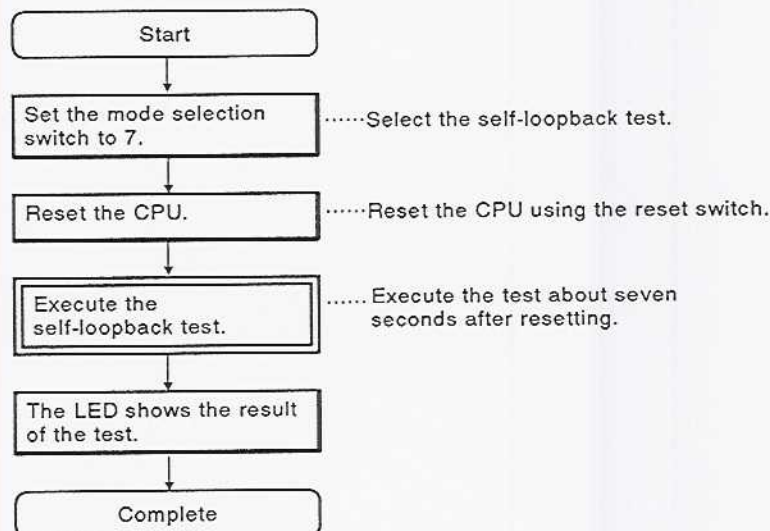 Start
Set the mode selection
switch to 7.
......Select the self-loopback test.
Reset the CPU.
......Reset the CPU using the reset switch.
Execute the
self-loopback test.
...... Execute the test about seven
seconds after resetting.
The LED shows the result
of the test.
Complete